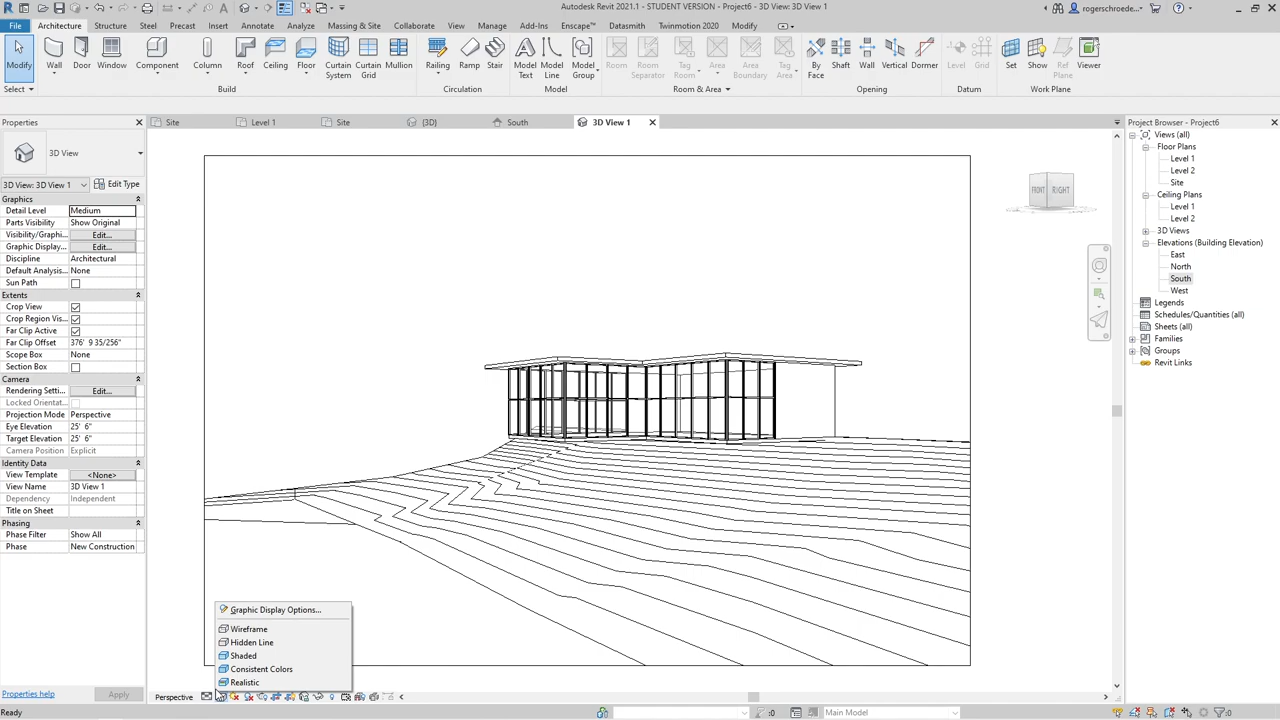 Autodesk Revit 2021.1 - STUDENT VERSION - Project6 - 3D View: 3D View 1
rogerschroede...
File Architecture Structure Steel Precast Systems Insert Annotate Analyze Massing & Site Collaborate View Manage Add-Ins Enscape™ Datasmith Twinmotion 2020 Modify
Modify Wall Door Window Component Column Roof Ceiling Floor Curtain System Curtain Grid Mullion Railing Ramp Stair Model Text Model Line Model Group Room Room Separator Tag Room Area Area Boundary Tag Area By Face Shaft Wall Vertical Dormer Level Grid Set Show Ref Plane Viewer
Select Build Circulation Model Room & Area Opening Datum Work Plane
Properties
Site Level 1 Site {3D} South 3D View 1
Project Browser - Project6
3D View
3D View: 3D View 1 Edit Type
Graphics
Detail Level Medium
Parts Visibility Show Original
Visibility/Graphi... Edit...
Graphic Display... Edit...
Discipline Architectural
Default Analysis... None
Sun Path
Extents
Crop View
Crop Region Vis...
Far Clip Active
Far Clip Offset 376' 9 35/256"
Scope Box None
Section Box
Camera
Rendering Setti... Edit...
Locked Orientat...
Projection Mode Perspective
Eye Elevation 25' 6"
Target Elevation 25' 6"
Camera Position Explicit
Identity Data
View Template <None>
View Name 3D View 1
Dependency Independent
Title on Sheet
Phasing
Phase Filter Show All
Phase New Construction
Properties help Apply
FRONT RIGHT
Views (all)
Floor Plans
Level 1
Level 2
Site
Ceiling Plans
Level 1
Level 2
3D Views
Elevations (Building Elevation)
East
North
South
West
Legends
Schedules/Quantities (all)
Sheets (all)
Families
Groups
Revit Links
Graphic Display Options...
Wireframe
Hidden Line
Shaded
Consistent Colors
Realistic
Perspective
Ready
:0 Main Model :0